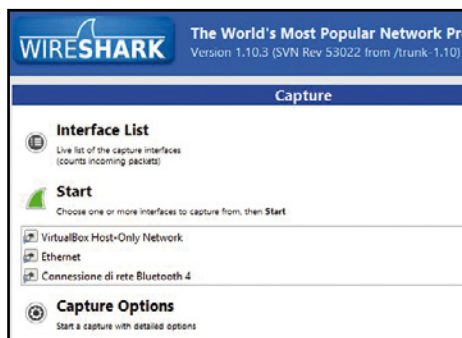 WIRESHARK
The World's Most Popular Network Pr
Version 1.10.3 (SVN Rev 53022 from /trunk-1.10)
Capture
Interface List
Live list of the capture interfaces
(counts incoming packets)
Start
Choose one or more interfaces to capture from, then Start
VirtualBox Host-Only Network
Ethernet
Connessione di rete Bluetooth 4
Capture Options
Start a capture with detailed options